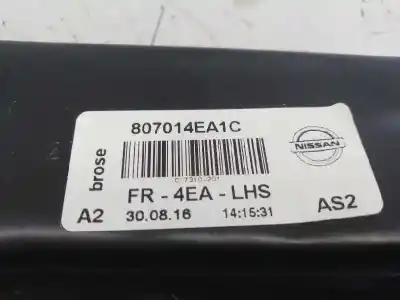 807014EA1C
brose
NISSAN
FR - 4EA - LHS
A2 30.08.16 14:15:31 AS2